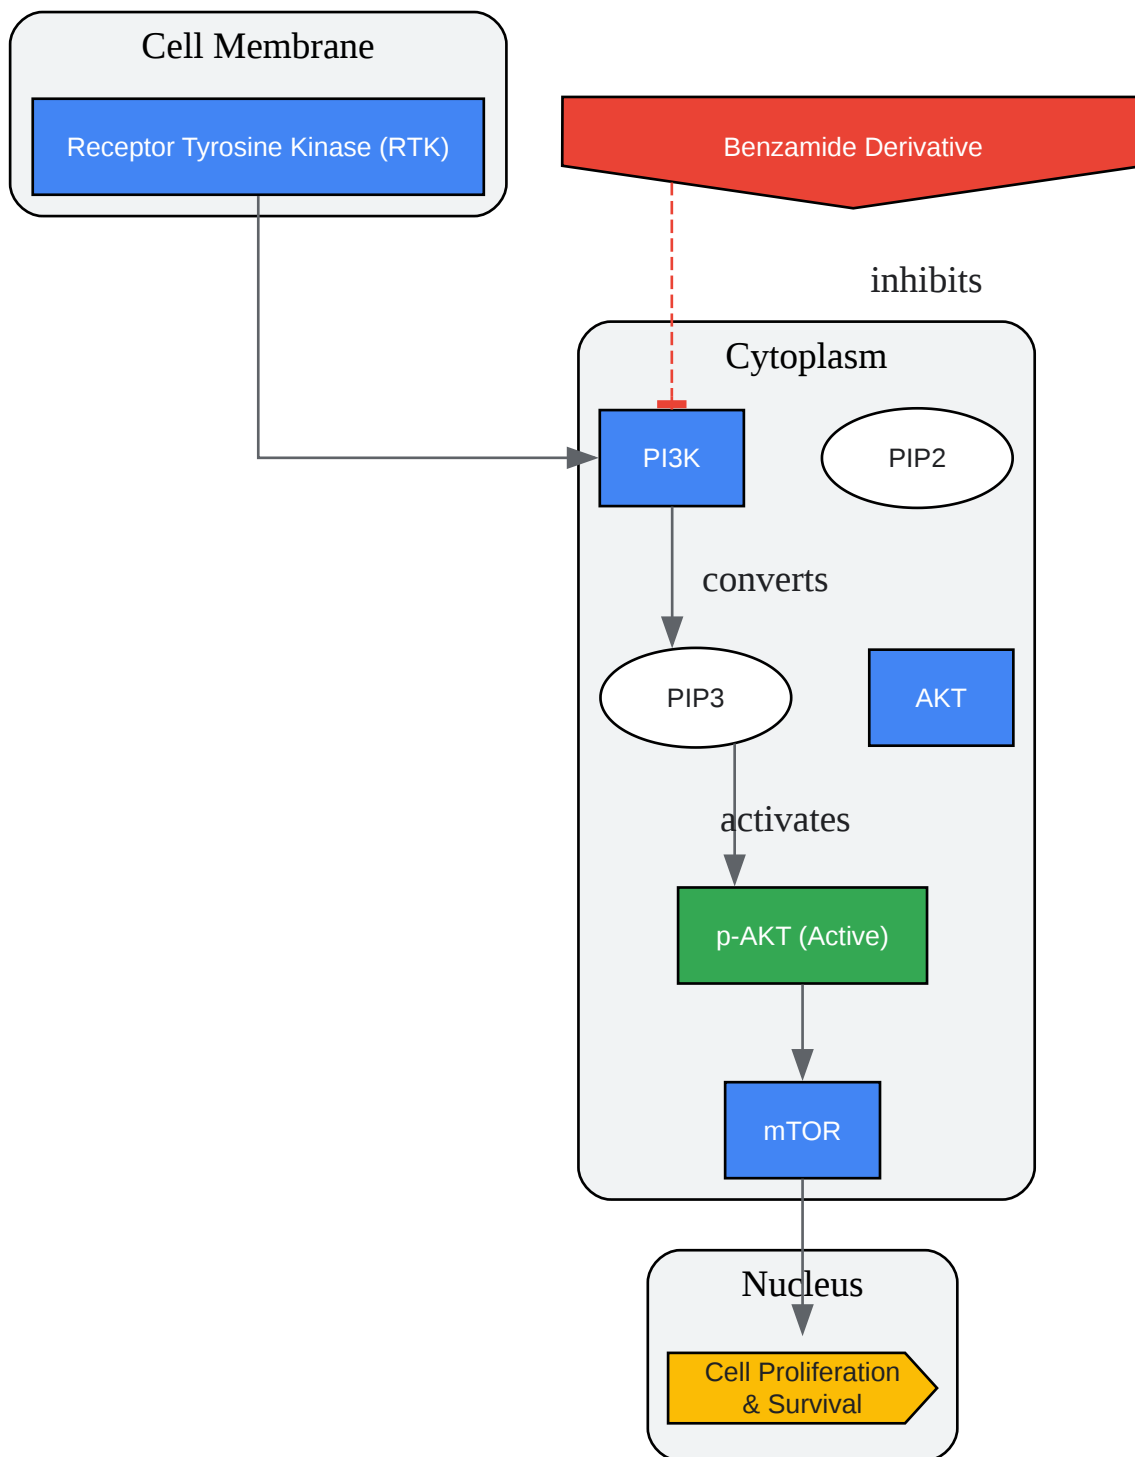 Cell Membrane
Receptor Tyrosine Kinase (RTK)
Benzamide Derivative
inhibits
Cytoplasm
PI3K
PIP2
converts
PIP3
AKT
activates
p-AKT (Active)
mTOR
Nucleus
Cell Proliferation
& Survival